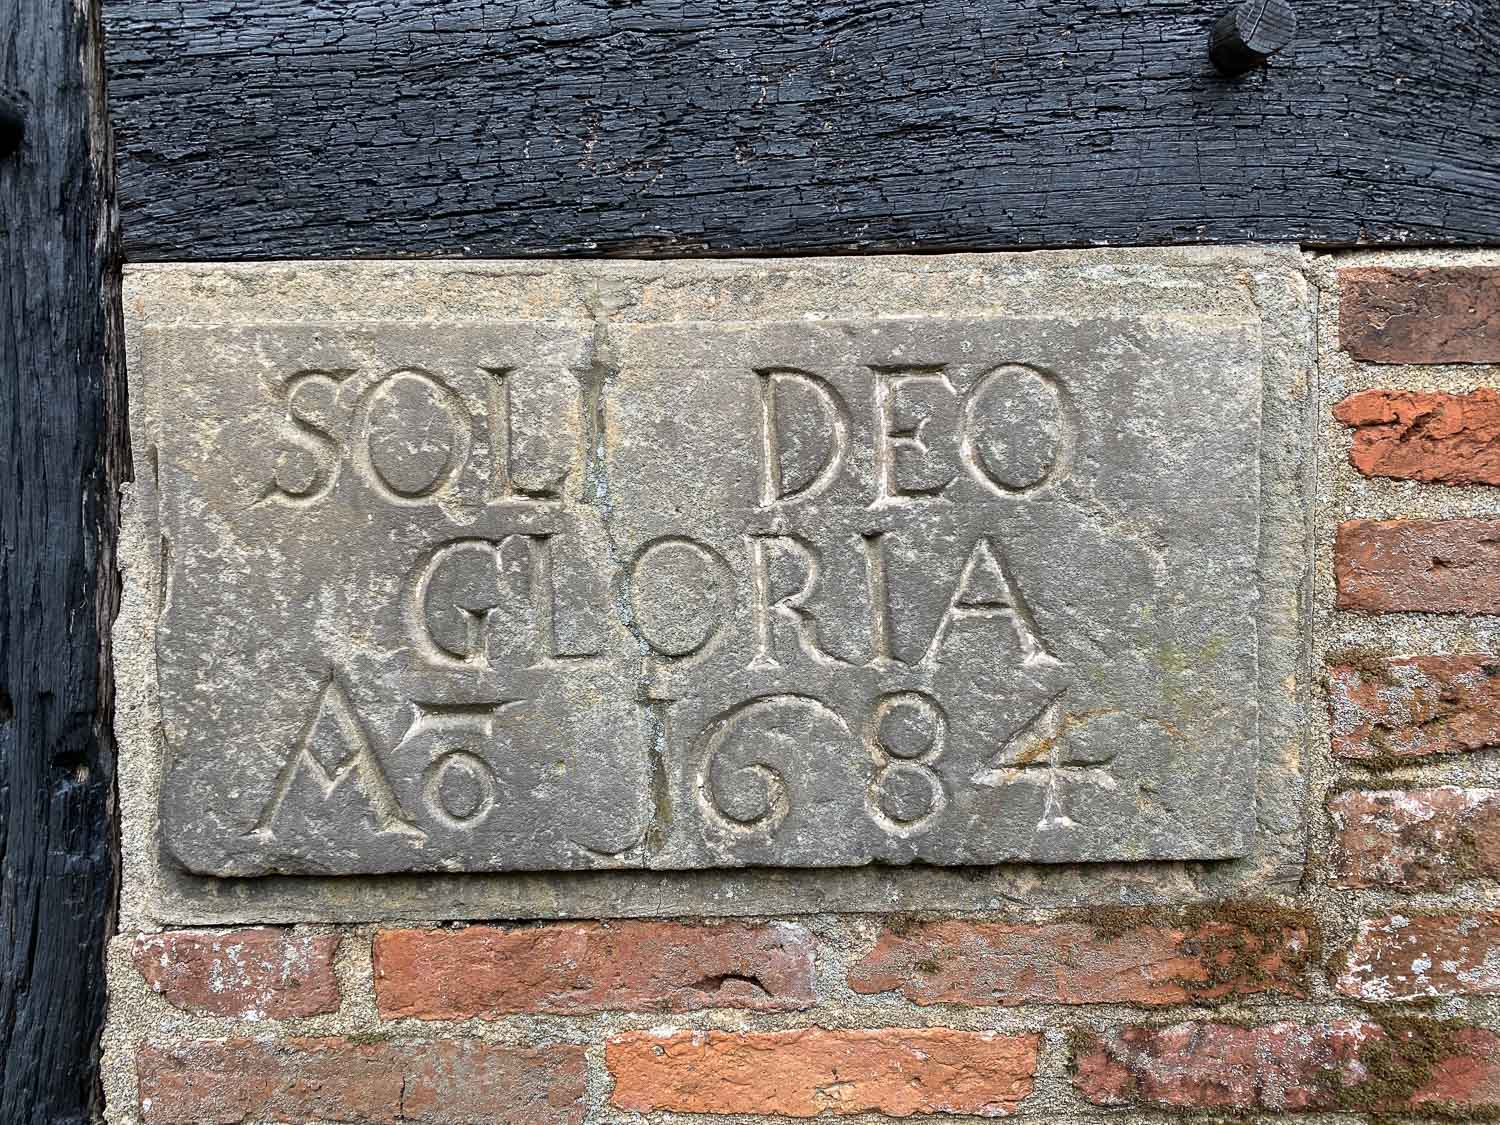 SOLI DEO
GLORIA
Aō 1684